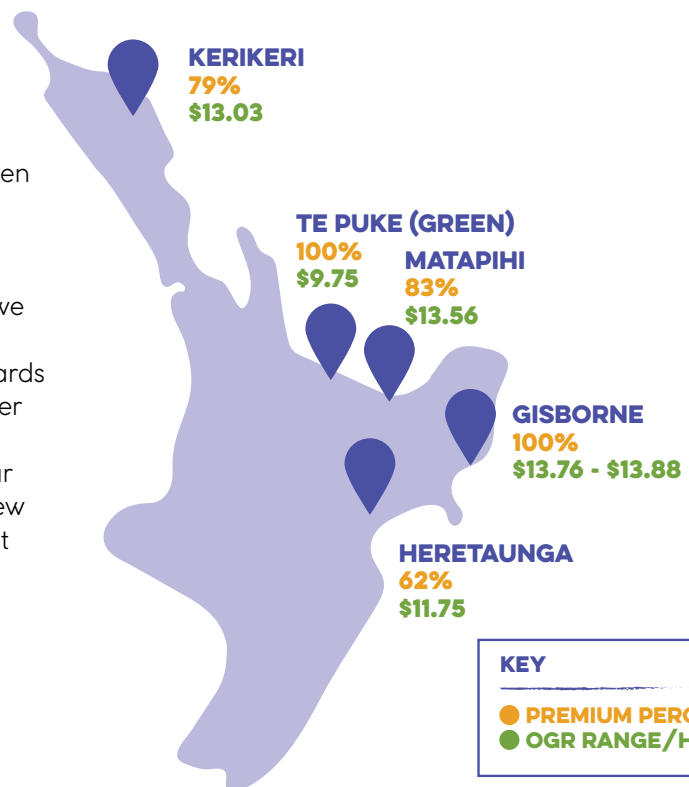 KERIKERI
79%
$13.03
TE PUKE (GREEN)
100%
$9.75
MATAPIHI
83%
$13.56
GISBORNE
100%
$13.76 - $13.88
HERETAUNGA
62%
$11.75
KEY
PREMIUM
OGR RANGE/H